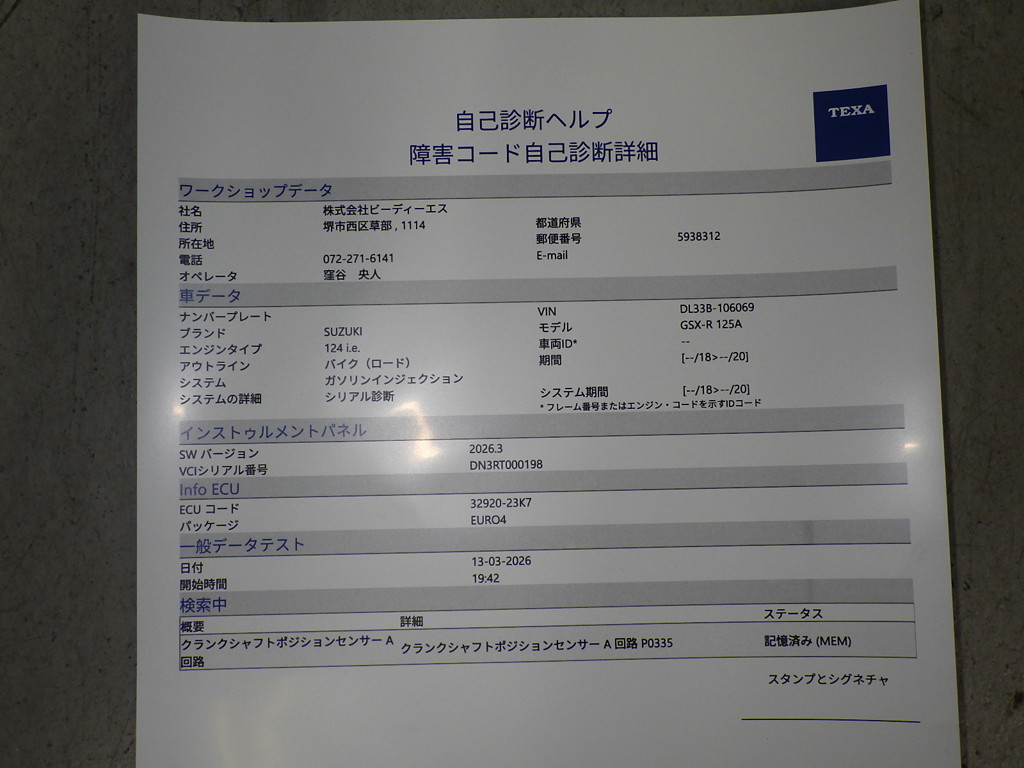 自己診断ヘルプ
障害コード自己診断詳細
TEXA
ワークショップデータ
社名 株式会社ビーディーエス
住所 堺市西区草部 , 1114 都道府県
所在地 郵便番号 5938312
電話 072-271-6141 E-mail
オペレータ 窪谷 央人
車データ
ナンバープレート VIN DL33B-106069
ブランド SUZUKI モデル GSX-R 125A
エンジンタイプ 124 i.e. 車両ID* --
アウトライン バイク（ロード） 期間 [--/18>--/20]
システム ガソリンインジェクション
システムの詳細 シリアル診断 システム期間 [--/18>--/20]
* フレーム番号またはエンジン・コードを示すIDコード
インストゥルメントパネル
SW バージョン 2026.3
VCIシリアル番号 DN3RT000198
Info ECU
ECU コード 32920-23K7
パッケージ EURO4
一般データテスト
日付 13-03-2026
開始時間 19:42
検索中
概要 詳細 ステータス
クランクシャフトポジションセンサー A クランクシャフトポジションセンサー A 回路 P0335 記憶済み (MEM)
回路
スタンプとシグネチャ